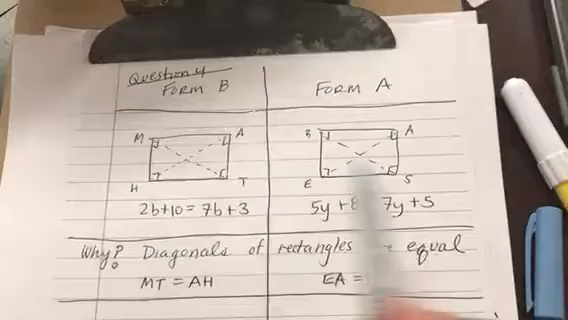 Question 4
FORM B
FORM A
M A
H T
B A
E S
2b+10 = 7b+3
5y+8 7y+5
Why? Diagonals of rectangles equal
MT = AH
EA =